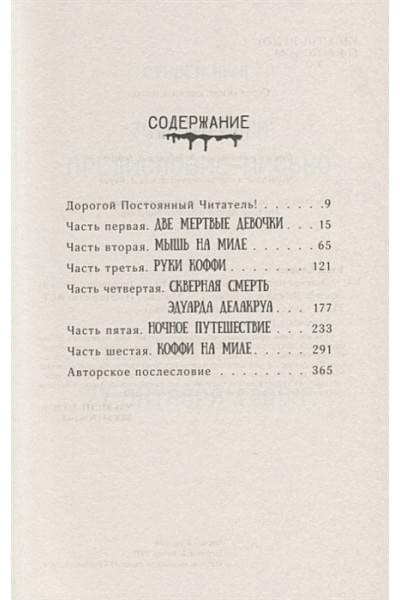 СОДЕРЖАНИЕ
Дорогой Постоянный Читатель! . . . . . . .9
Часть первая. ДВЕ МЕРТВЫЕ ДЕВОЧКИ . . . 15
Часть вторая. МЫШЬ НА МИЛЕ . . . . . . 65
Часть третья. РУКИ КОФФИ . . . . . . . . 121
Часть четвертая. СКВЕРНАЯ СМЕРТЬ
ЭДУАРДА ДЕЛАКРУА . . . . 177
Часть пятая. НОЧНОЕ ПУТЕШЕСТВИЕ . . . . 233
Часть шестая. КОФФИ НА МИЛЕ. . . . . . 291
Авторское послесловие . . . . . . . . . 365